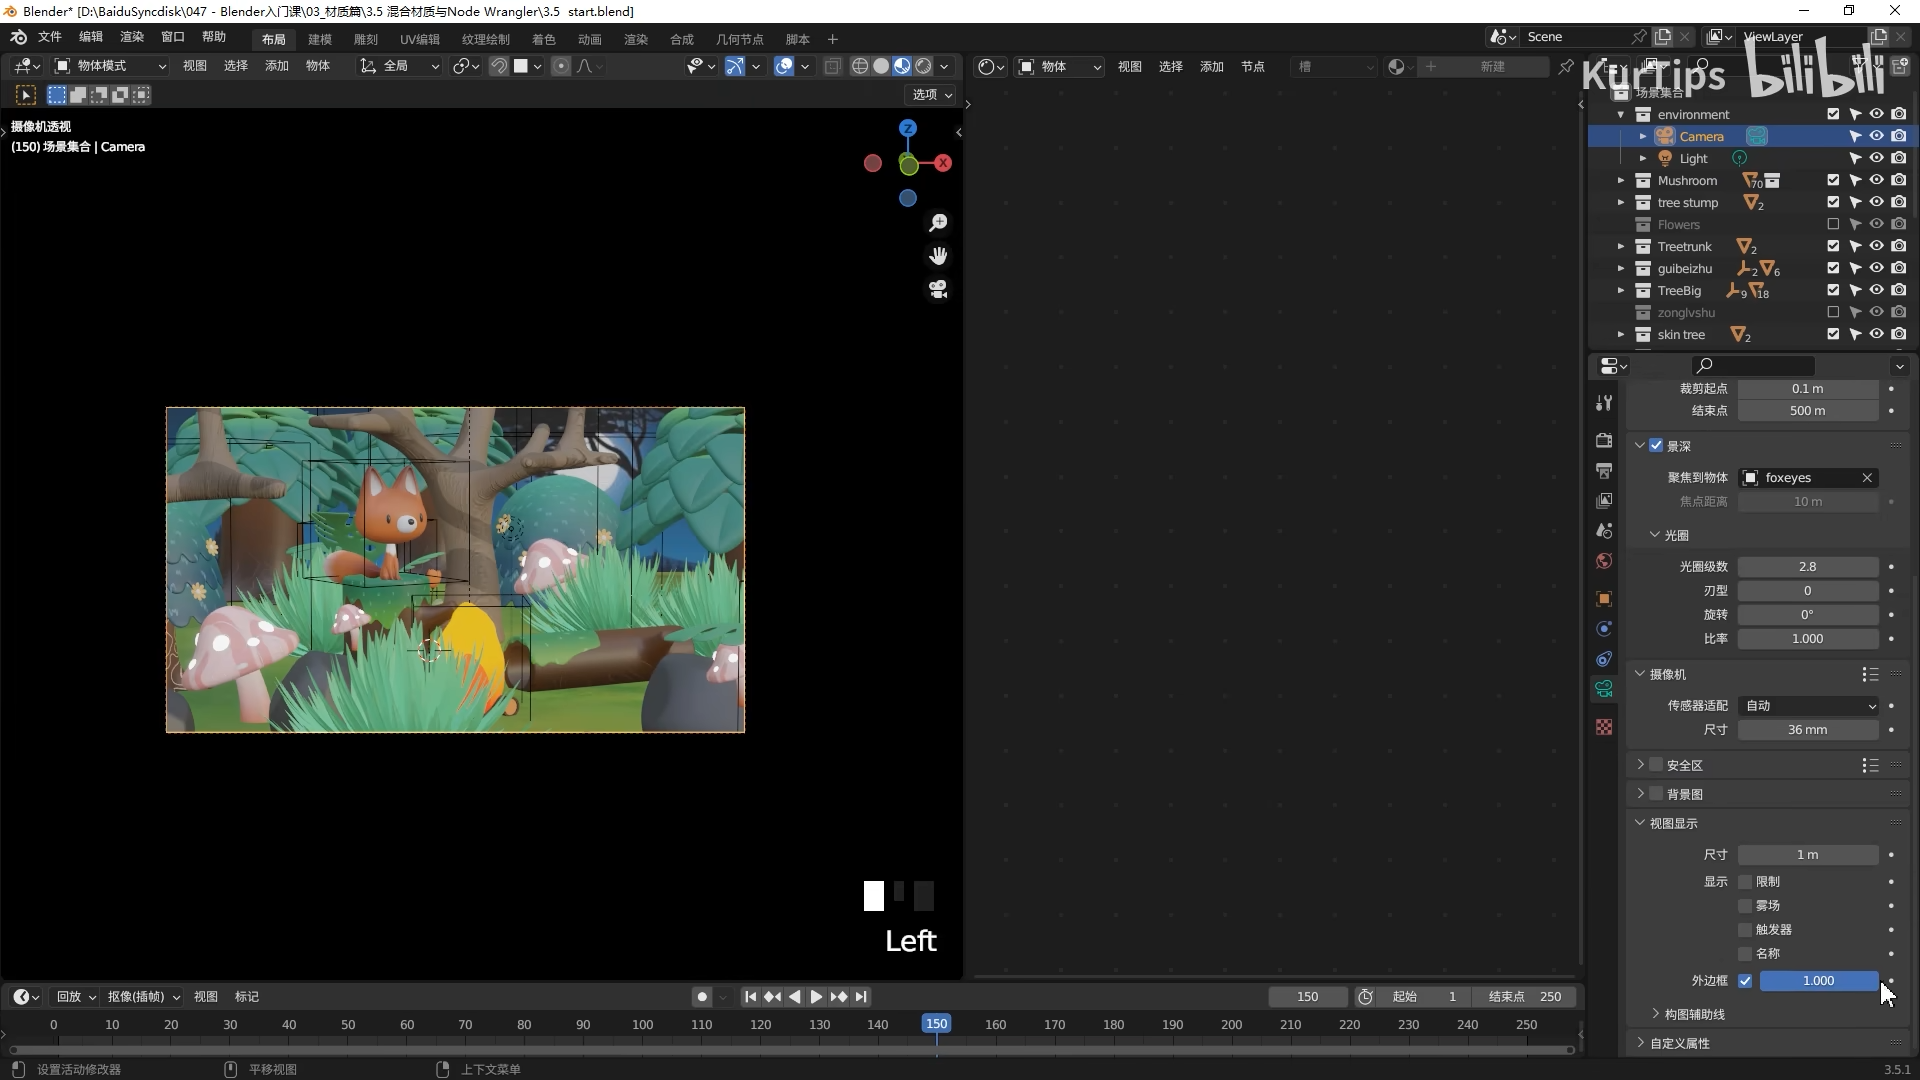 Blender* [D:\BaiduSyncdisk\047 - Blender入门课\03_材质篇\3.5 混合材质与Node Wrangler\3.5  start.blend]
文件 编辑 渲染 窗口 帮助 布局 建模 雕刻 UV编辑 纹理绘制 着色 动画 渲染 合成 几何节点 脚本 + Scene ViewLayer
物体模式 视图 选择 添加 物体 全局 物体 视图 选择 添加 节点 槽 新建
KurTips bilibili
选项
场景集合
摄像机透视
(150) 场景集合 | Camera
Z
X
environment
Camera
Light
Mushroom 70
tree stump 2
Flowers
Treetrunk 2
guibeizhu 2 6
TreeBig 9 18
zonglvshu
skin tree 2
裁剪起点 0.1 m
结束点 500 m
景深
聚焦到物体 foxeyes
焦点距离 10 m
光圈
光圈级数 2.8
刃型 0
旋转 0°
比率 1.000
摄像机
传感器适配 自动
尺寸 36 mm
安全区
背景图
视图显示
尺寸 1 m
显示 限制
雾场
触发器
名称
外边框 1.000
构图辅助线
自定义属性
Left
回放 抠像(插帧) 视图 标记 150 起始 1 结束点 250
0 10 20 30 40 50 60 70 80 90 100 110 120 130 140 150 160 170 180 190 200 210 220 230 240 250
设置活动修改器 平移视图 上下文菜单 3.5.1